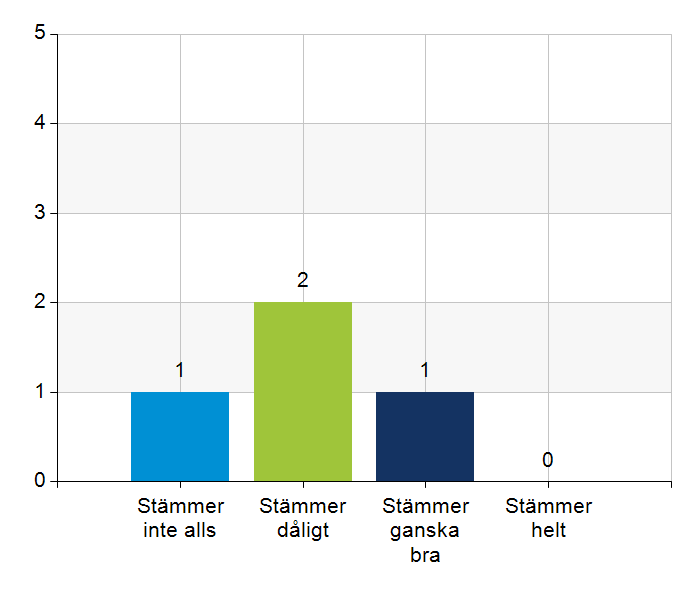 5
4
3
2
1
0
1
2
1
0
Stämmer
inte alls
Stämmer
dåligt
Stämmer
ganska
bra
Stämmer
helt